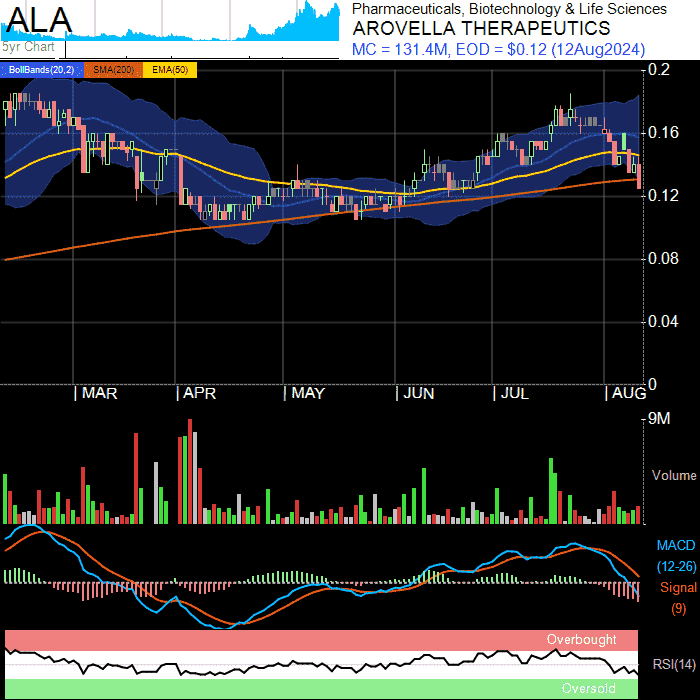 ALA
5yr Chart
Pharmaceuticals, Biotechnology & Life Sciences
AROVELLA THERAPEUTICS
MC = 131.4M, EOD = $0.12 (12Aug2024)
BollBands(20,2) SMA(200) EMA(50)
0.2
0.16
0.12
0.08
0.04
0
MAR APR MAY JUN JUL AUG
9M
Volume
MACD
(12-26)
Signal
(9)
Overbought
RSI(14)
Oversold